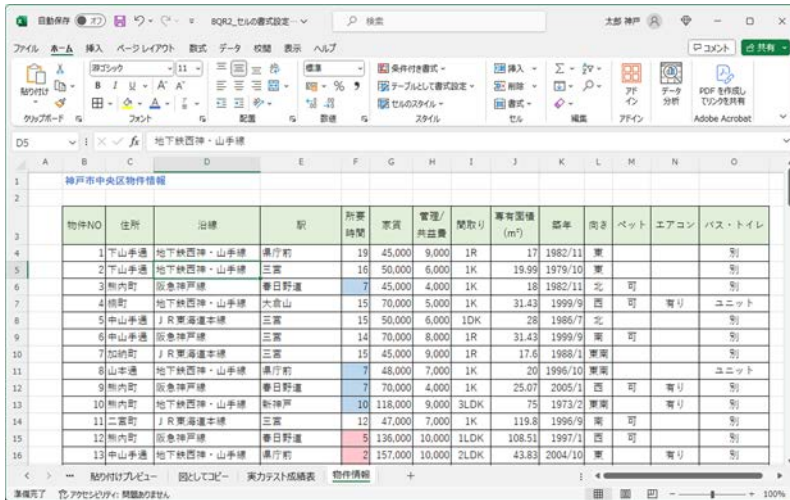 自動保存 オフ 8QR2_セルの書式設定… 検索 太郎 神戸
ファイル ホーム 挿入 ページ レイアウト 数式 データ 校閲 表示 ヘルプ コメント 共有
貼り付け 游ゴシック 11 標準 条件付き書式 テーブルとして書式設定 セルのスタイル 挿入 削除 書式 アドイン データ分析 PDF を作成してリンクを共有
クリップボード フォント 配置 数値 スタイル セル 編集 アドイン Adobe Acrobat
D5 fx 地下鉄西神・山手線
A B C D E F G H I J K L M N O
1 神戸市中央区物件情報
2
3 物件NO 住所 沿線 駅 所要時間 家賃 管理/共益費 間取り 専有面積(m²) 築年 向き ペット エアコン バス・トイレ
4 1 下山手通 地下鉄西神・山手線 県庁前 19 45,000 9,000 1R 17 1982/11 東 別
5 2 下山手通 地下鉄西神・山手線 三宮 16 50,000 6,000 1K 19.99 1979/10 東 別
6 3 熊内町 阪急神戸線 春日野道 7 45,000 4,000 1K 18 1982/11 北 可 別
7 4 楠町 地下鉄西神・山手線 大倉山 15 70,000 5,000 1K 31.43 1999/9 西 可 有り ユニット
8 5 中山手通 ＪＲ東海道本線 三宮 15 50,000 6,000 1DK 28 1986/7 北 別
9 6 中山手通 阪急神戸線 三宮 14 70,000 8,000 1R 31.43 1999/9 南 可 別
10 7 加納町 ＪＲ東海道本線 三宮 15 45,000 9,000 1R 17.6 1988/1 東南 別
11 8 山本通 地下鉄西神・山手線 県庁前 7 48,000 7,000 1K 20 1996/10 東南 ユニット
12 9 熊内町 阪急神戸線 春日野道 7 70,000 4,000 1K 25.07 2005/1 西 可 有り 別
13 10 熊内町 地下鉄西神・山手線 新神戸 10 118,000 9,000 3LDK 75 1973/2 東南 有り 別
14 11 二宮町 ＪＲ東海道本線 三宮 12 47,000 7,000 1K 119.8 1996/9 南 可 別
15 12 熊内町 阪急神戸線 春日野道 5 136,000 10,000 1LDK 108.51 1997/1 西 可 別
16 13 中山手通 地下鉄西神・山手線 県庁前 2 157,000 10,000 2LDK 43.83 2004/10 東 有り 別
貼り付けプレビュー 図としてコピー 実力テスト成績表 物件情報
準備完了 アクセシビリティ: 問題ありません 100%